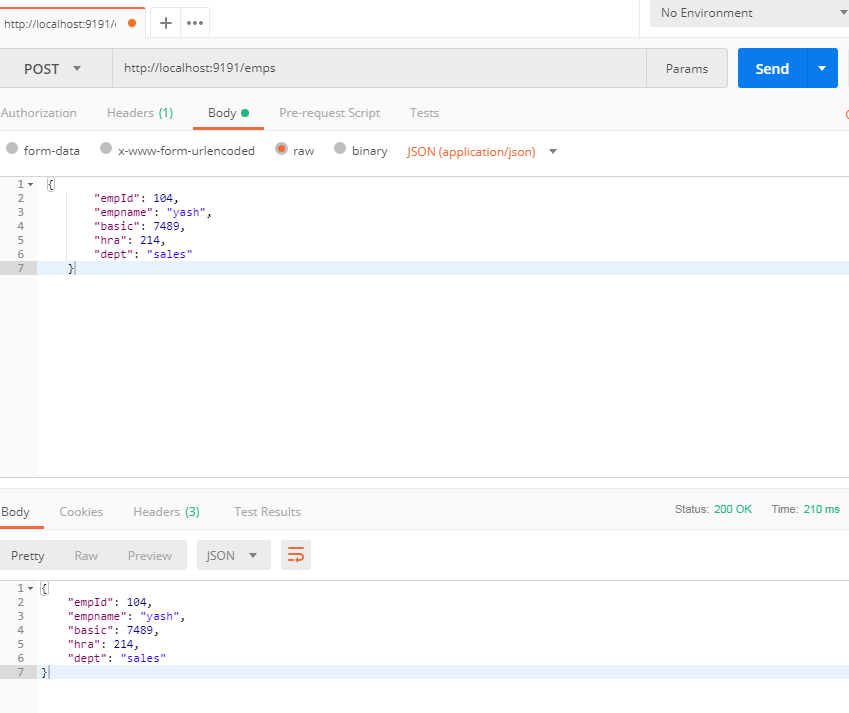 http://localhost:9191/
No Environment
POST http://localhost:9191/emps Params Send
Authorization Headers (1) Body Pre-request Script Tests
form-data x-www-form-urlencoded raw binary JSON (application/json)
1 {
2 "empId": 104,
3 "empname": "yash",
4 "basic": 7489,
5 "hra": 214,
6 "dept": "sales"
7 }
Body Cookies Headers (3) Test Results Status: 200 OK Time: 210 ms
Pretty Raw Preview JSON
1 {
2 "empId": 104,
3 "empname": "yash",
4 "basic": 7489,
5 "hra": 214,
6 "dept": "sales"
7 }